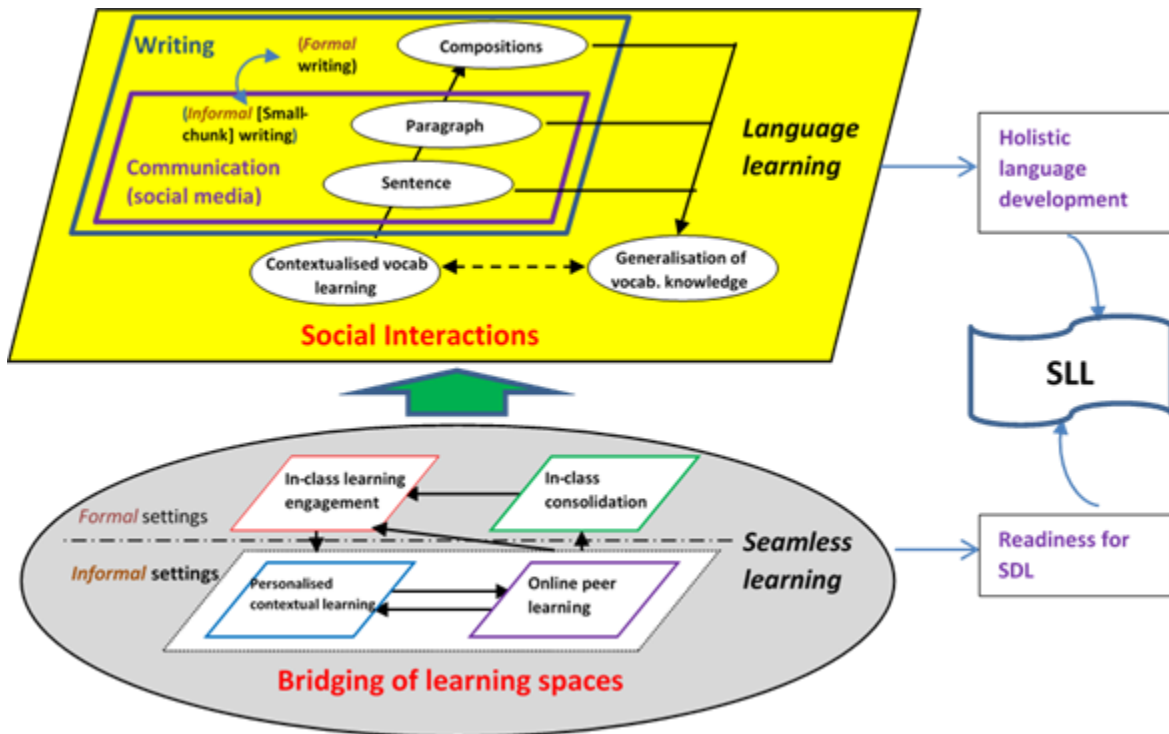 Writing
(Formal
writing)
Compositions
(Informal [Small-
chunk] writing)
Paragraph
Communication
(social media)
Sentence
Language
learning
Contextualised vocab
learning
Generalisation of
vocab. knowledge
Social Interactions
Holistic
language
development
SLL
In-class learning
engagement
In-class
consolidation
Formal settings
Informal settings
Seamless
learning
Personalised
contextual learning
Online peer
learning
Bridging of learning spaces
Readiness for
SDL